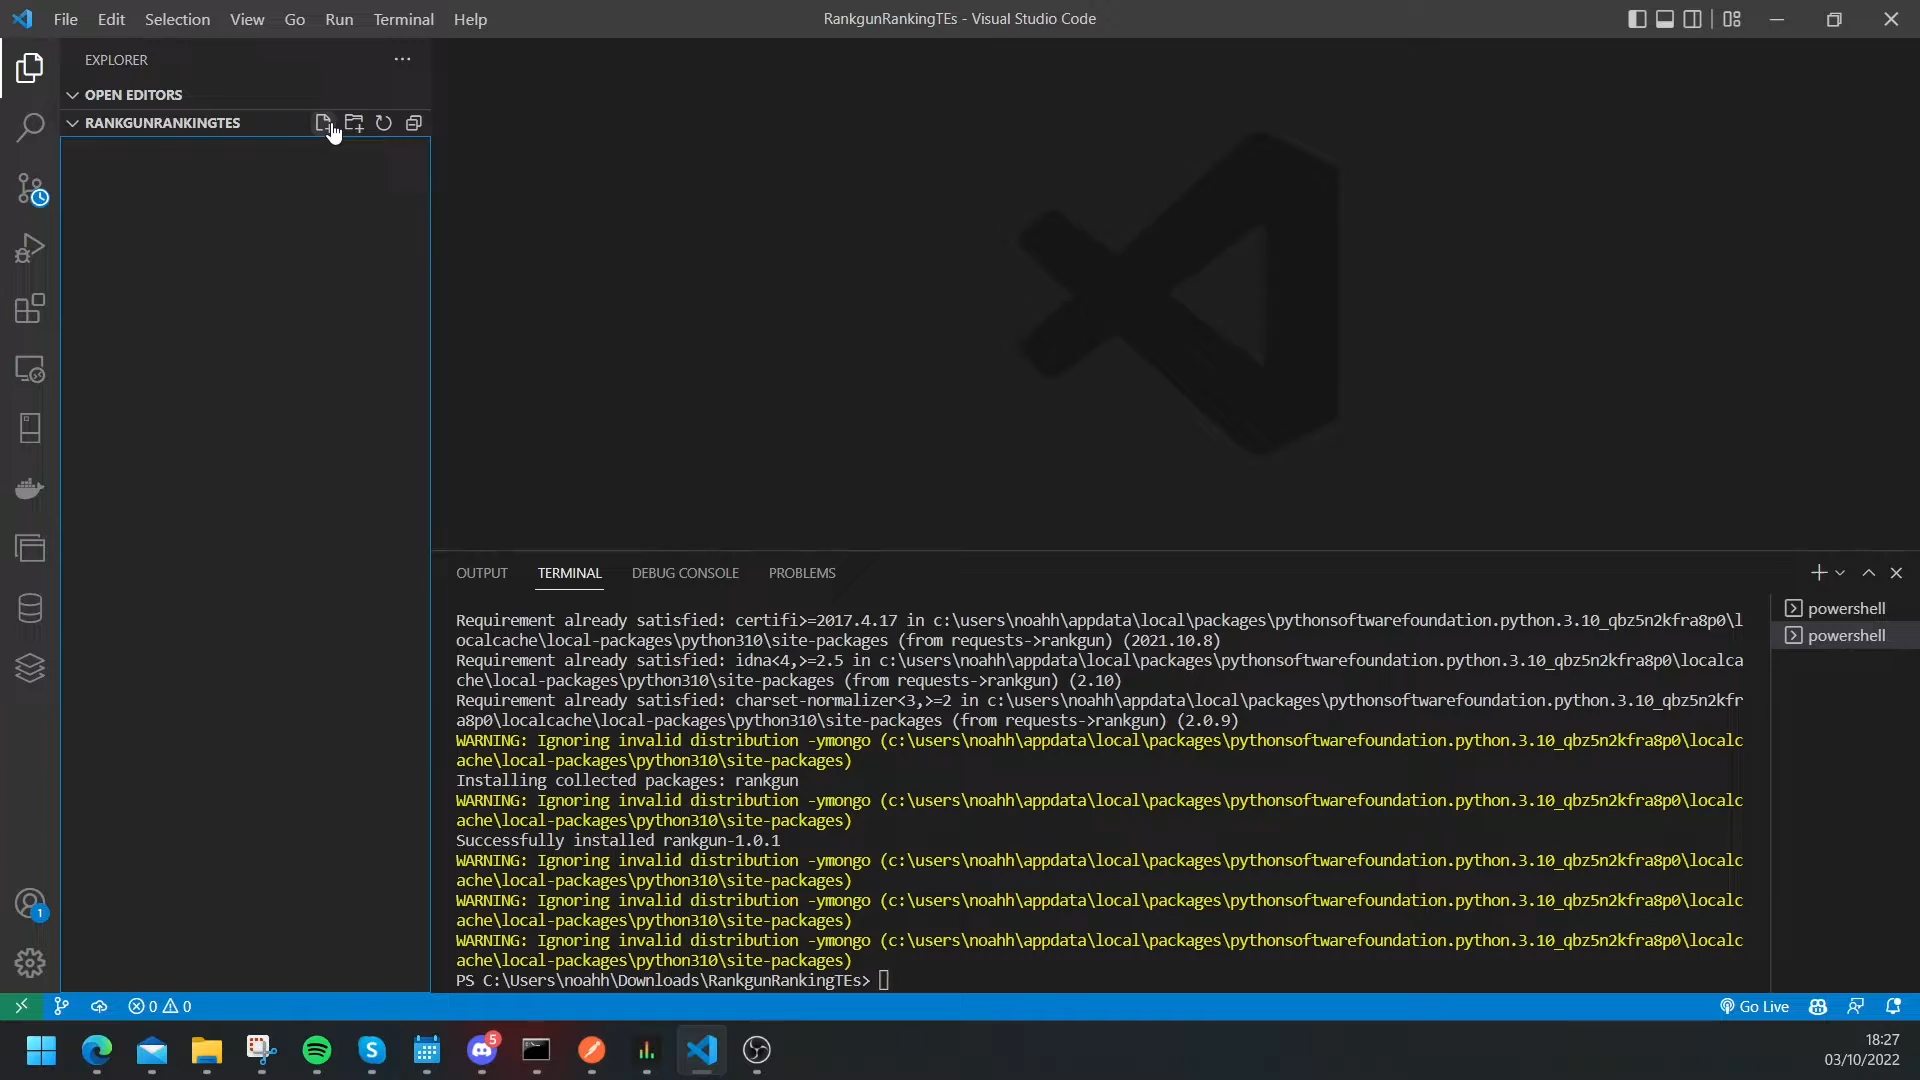 File Edit Selection View Go Run Terminal Help
RankgunRankingTEs - Visual Studio Code
EXPLORER
OPEN EDITORS
RANKGUNRANKINGTES
OUTPUT TERMINAL DEBUG CONSOLE PROBLEMS
Requirement already satisfied: certifi>=2017.4.17 in c:\users\noahh\appdata\local\packages\pythonsoftwarefoundation.python.3.10_qbz5n2kfra8p0\l
ocalcache\local-packages\python310\site-packages (from requests->rankgun) (2021.10.8)
Requirement already satisfied: idna<4,>=2.5 in c:\users\noahh\appdata\local\packages\pythonsoftwarefoundation.python.3.10_qbz5n2kfra8p0\localca
che\local-packages\python310\site-packages (from requests->rankgun) (2.10)
Requirement already satisfied: charset-normalizer<3,>=2 in c:\users\noahh\appdata\local\packages\pythonsoftwarefoundation.python.3.10_qbz5n2kfr
a8p0\localcache\local-packages\python310\site-packages (from requests->rankgun) (2.0.9)
WARNING: Ignoring invalid distribution -ymongo (c:\users\noahh\appdata\local\packages\pythonsoftwarefoundation.python.3.10_qbz5n2kfra8p0\localc
ache\local-packages\python310\site-packages)
Installing collected packages: rankgun
WARNING: Ignoring invalid distribution -ymongo (c:\users\noahh\appdata\local\packages\pythonsoftwarefoundation.python.3.10_qbz5n2kfra8p0\localc
ache\local-packages\python310\site-packages)
Successfully installed rankgun-1.0.1
WARNING: Ignoring invalid distribution -ymongo (c:\users\noahh\appdata\local\packages\pythonsoftwarefoundation.python.3.10_qbz5n2kfra8p0\localc
ache\local-packages\python310\site-packages)
WARNING: Ignoring invalid distribution -ymongo (c:\users\noahh\appdata\local\packages\pythonsoftwarefoundation.python.3.10_qbz5n2kfra8p0\localc
ache\local-packages\python310\site-packages)
WARNING: Ignoring invalid distribution -ymongo (c:\users\noahh\appdata\local\packages\pythonsoftwarefoundation.python.3.10_qbz5n2kfra8p0\localc
ache\local-packages\python310\site-packages)
PS C:\Users\noahh\Downloads\RankgunRankingTEs>
powershell
powershell
1
0 0
Go Live
5
18:27
03/10/2022